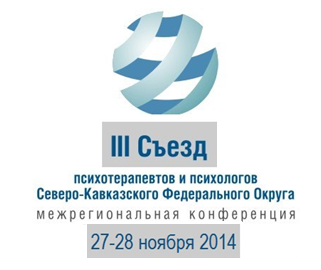 III Съезд
психотерапевтов и психологов
Северо-Кавказского Федерального Округа
межрегиональная конференция
27-28 ноября 2014